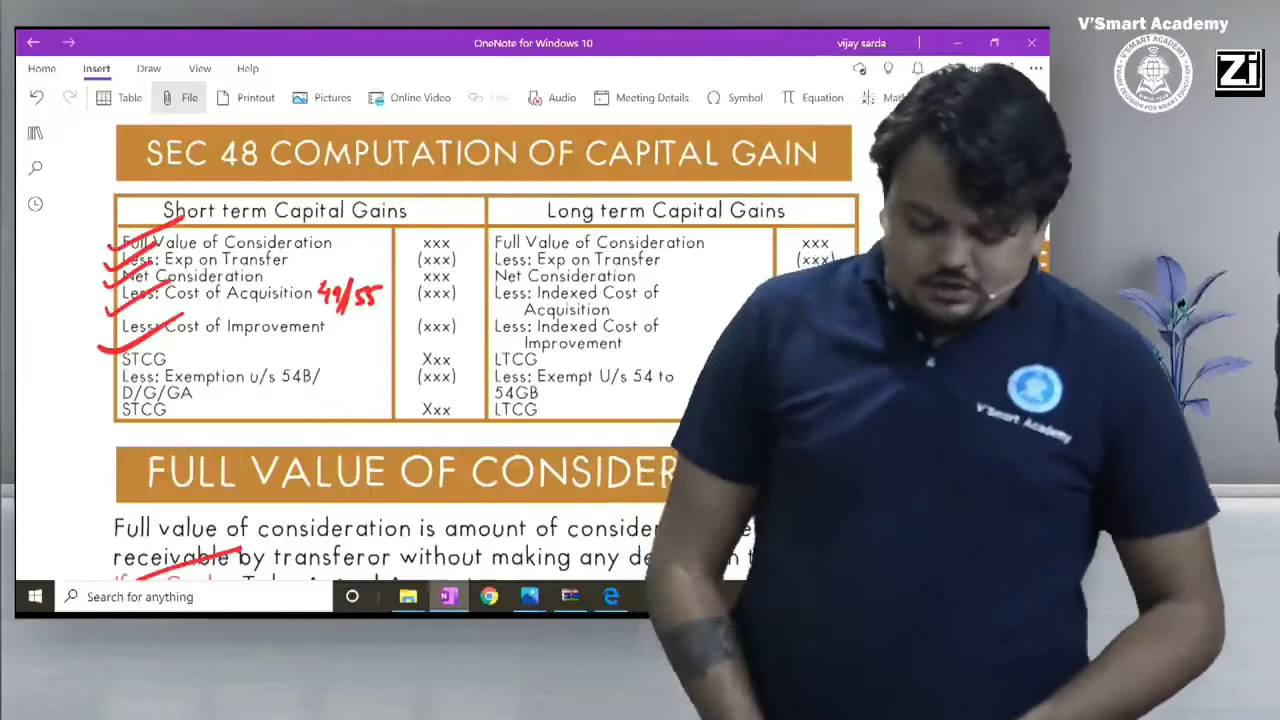 V'Smart Academy
OneNote for Windows 10
vijay sarda
Home Insert Draw View Help
Table File Printout Pictures Online Video Link Audio Meeting Details Symbol Equation
SEC 48 COMPUTATION OF CAPITAL GAIN
Short term Capital Gains Long term Capital Gains
Full Value of Consideration xxx Full Value of Consideration xxx
Less: Exp on Transfer (xxx) Less: Exp on Transfer (xxx)
Net Consideration xxx Net Consideration
Less: Cost of Acquisition 49/55 (xxx) Less: Indexed Cost of
Acquisition
Less: Cost of Improvement (xxx) Less: Indexed Cost of
Improvement
STCG Xxx LTCG
Less: Exemption u/s 54B/ (xxx) Less: Exempt U/s 54 to
D/G/GA 54GB
STCG Xxx LTCG
FULL VALUE OF
Full value of consideration is amount of
receivable by transferor without making any
Search for anything
Zi
V'Smart Academy